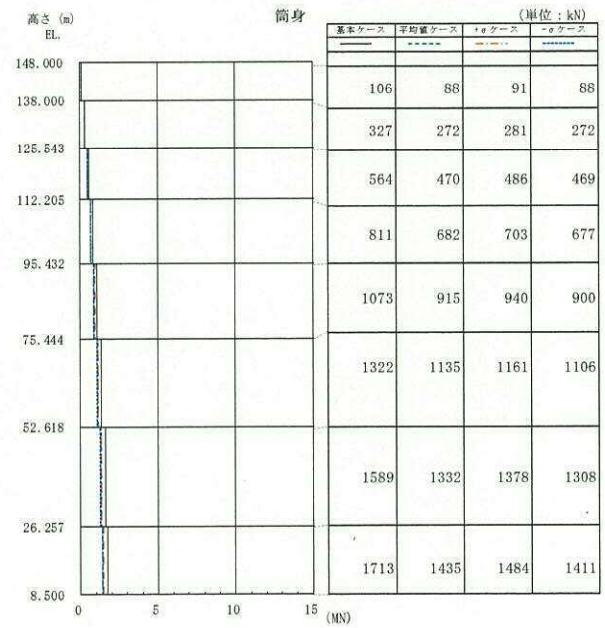 筒身
高さ (m)
EL.
(単位:kN)
基本ケース 平均値ケース +σケース -σケース
148.000
106 88 91 88
138.000
327 272 281 272
125.543
564 470 486 469
112.205
811 682 703 677
95.432
1073 915 940 900
75.444
1322 1135 1161 1106
52.618
1589 1332 1378 1308
26.257
1713 1435 1484 1411
8.500
0 5 10 15 (MN)